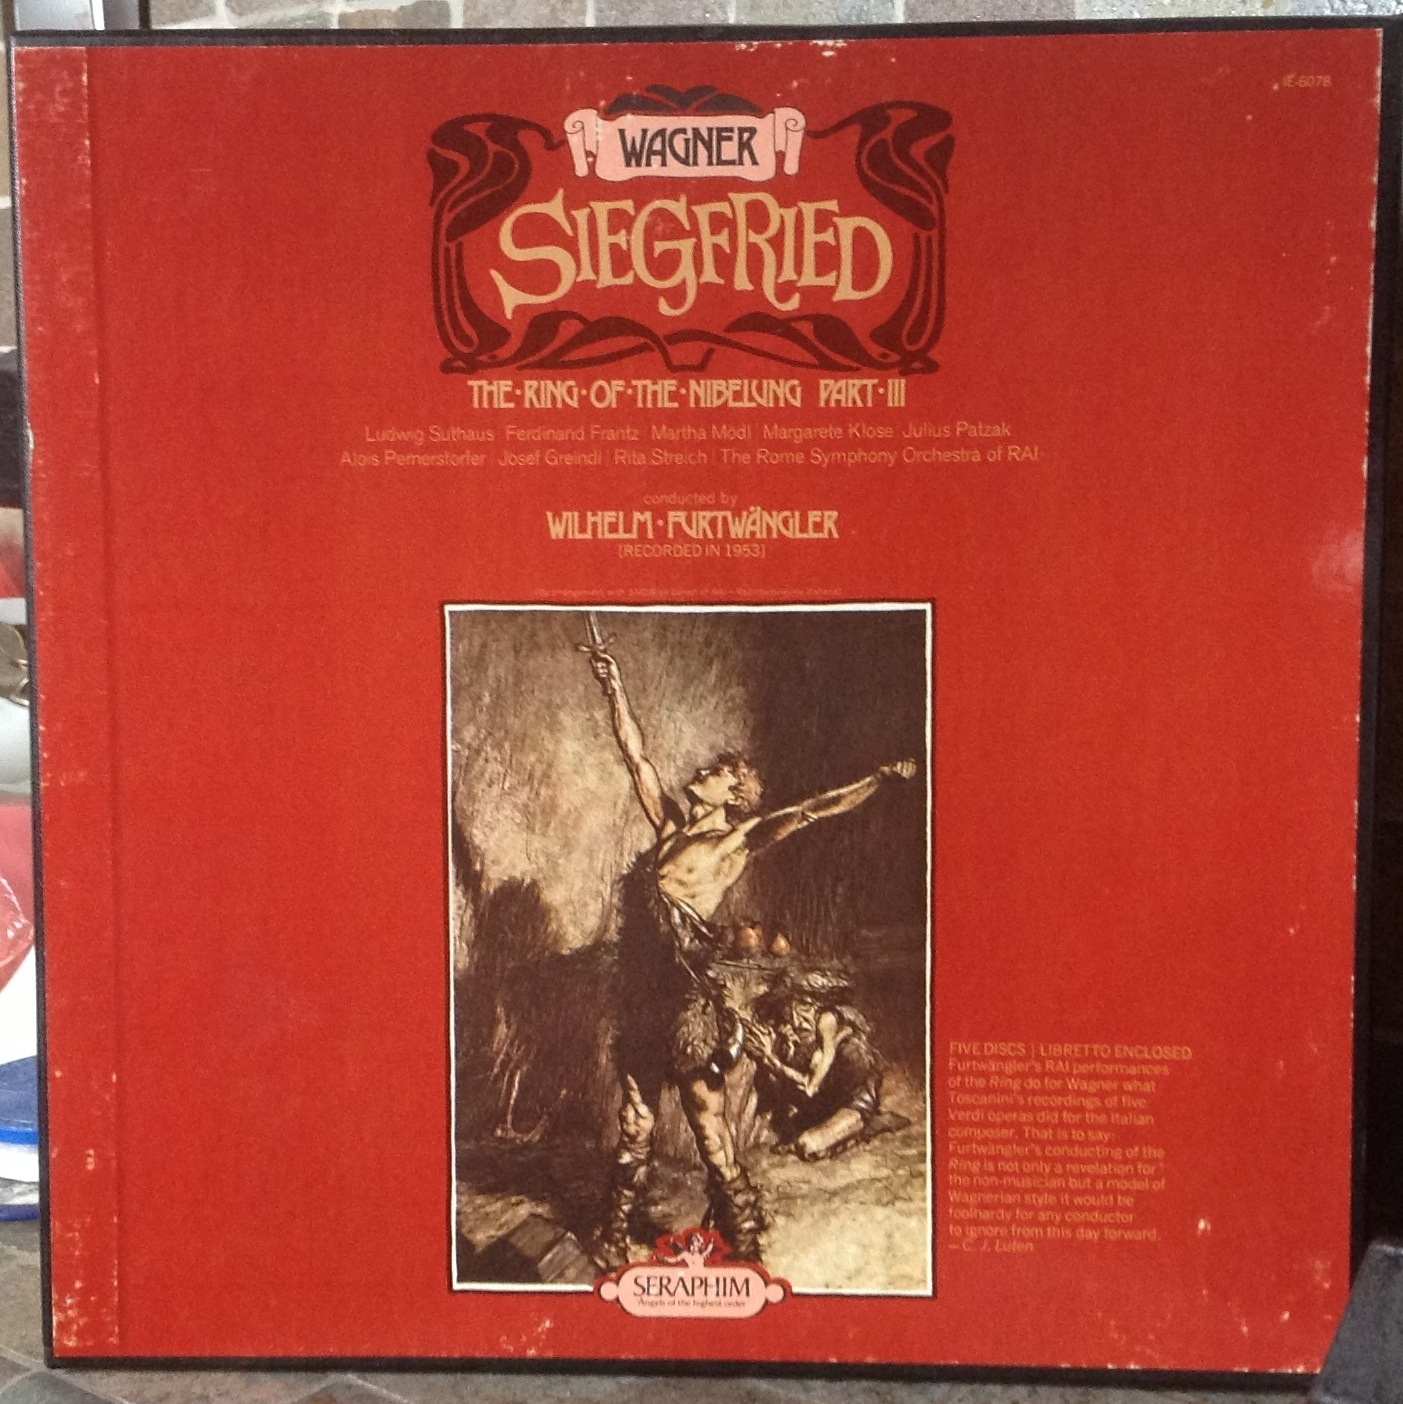 IE-6078
WAGNER
SIEGFRIED
THE·RING·OF·THE·NIBELUNG PART·III
Ludwig Suthaus | Ferdinand Frantz | Martha Mödl | Margarete Klose | Julius Patzak
Alois Pernerstorfer | Josef Greindl | Rita Streich | The Rome Symphony Orchestra of RAI
conducted by
WILHELM·FURTWÄNGLER
[RECORDED IN 1953]
FIVE DISCS | LIBRETTO ENCLOSED
Furtwängler's RAI performances
of the Ring do for Wagner what
Toscanini's recordings of five
Verdi operas did for the Italian
composer. That is to say:
Furtwängler's conducting of the
Ring is not only a revelation for
the non-musician but a model of
Wagnerian style it would be
foolhardy for any conductor
to ignore from this day forward.
— C. J. Luten
SERAPHIM
"Angels of the highest order"